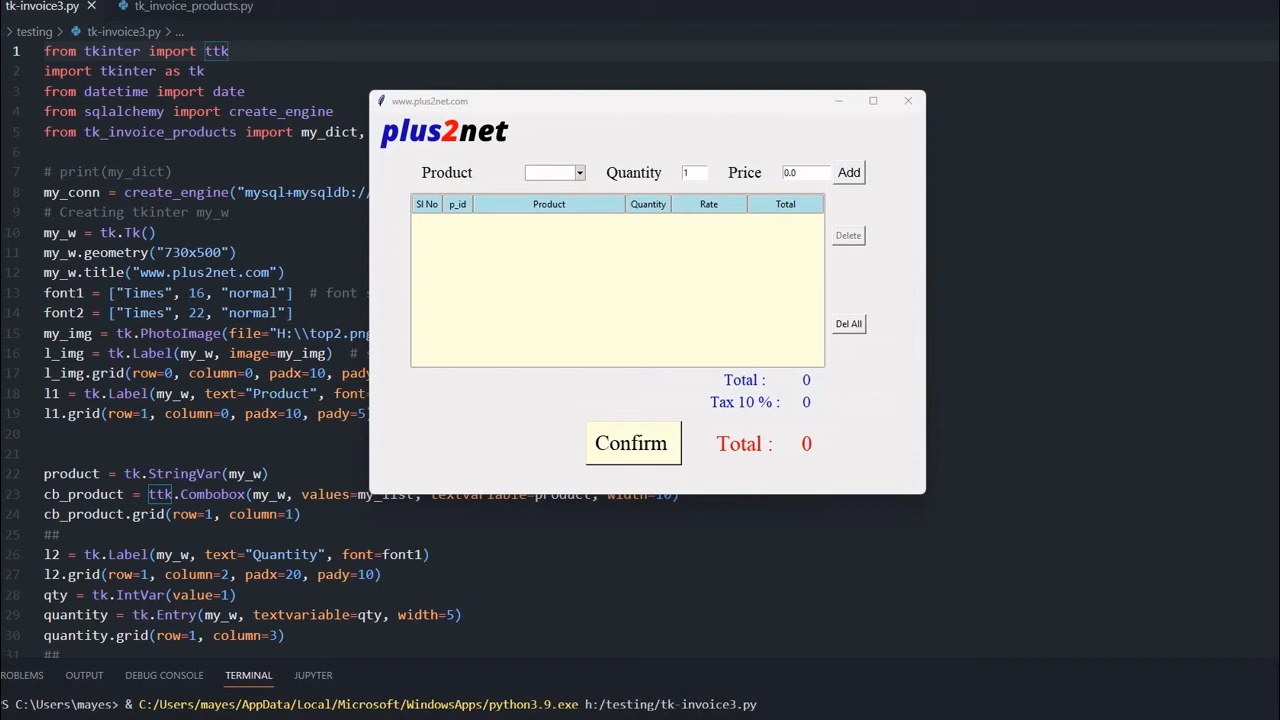 tk-invoice3.py × tk_invoice_products.py
> testing > tk-invoice3.py > ...
1 from tkinter import ttk
2 import tkinter as tk
3 from datetime import date
4 from sqlalchemy import create_engine
5 from tk_invoice_products import my_dict,
6
7 # print(my_dict)
8 my_conn = create_engine("mysql+mysqldb:/
9 # Creating tkinter my_w
10 my_w = tk.Tk()
11 my_w.geometry("730x500")
12 my_w.title("www.plus2net.com")
13 font1 = ["Times", 16, "normal"] # font s
14 font2 = ["Times", 22, "normal"]
15 my_img = tk.PhotoImage(file="H:\\top2.png
16 l_img = tk.Label(my_w, image=my_img) # s
17 l_img.grid(row=0, column=0, padx=10, pady
18 l1 = tk.Label(my_w, text="Product", font=
19 l1.grid(row=1, column=0, padx=10, pady=5)
20
21
22 product = tk.StringVar(my_w)
23 cb_product = ttk.Combobox(my_w, values=my_list, textvariable=product, width=10)
24 cb_product.grid(row=1, column=1)
25 ##
26 l2 = tk.Label(my_w, text="Quantity", font=font1)
27 l2.grid(row=1, column=2, padx=20, pady=10)
28 qty = tk.IntVar(value=1)
29 quantity = tk.Entry(my_w, textvariable=qty, width=5)
30 quantity.grid(row=1, column=3)
31 ##
www.plus2net.com
plus2net
Product Quantity 1 Price 0.0 Add
Sl No p_id Product Quantity Rate Total
Delete
Del All
Total : 0
Tax 10 % : 0
Confirm Total : 0
ROBLEMS OUTPUT DEBUG CONSOLE TERMINAL JUPYTER
S C:\Users\mayes> & C:/Users/mayes/AppData/Local/Microsoft/WindowsApps/python3.9.exe h:/testing/tk-invoice3.py